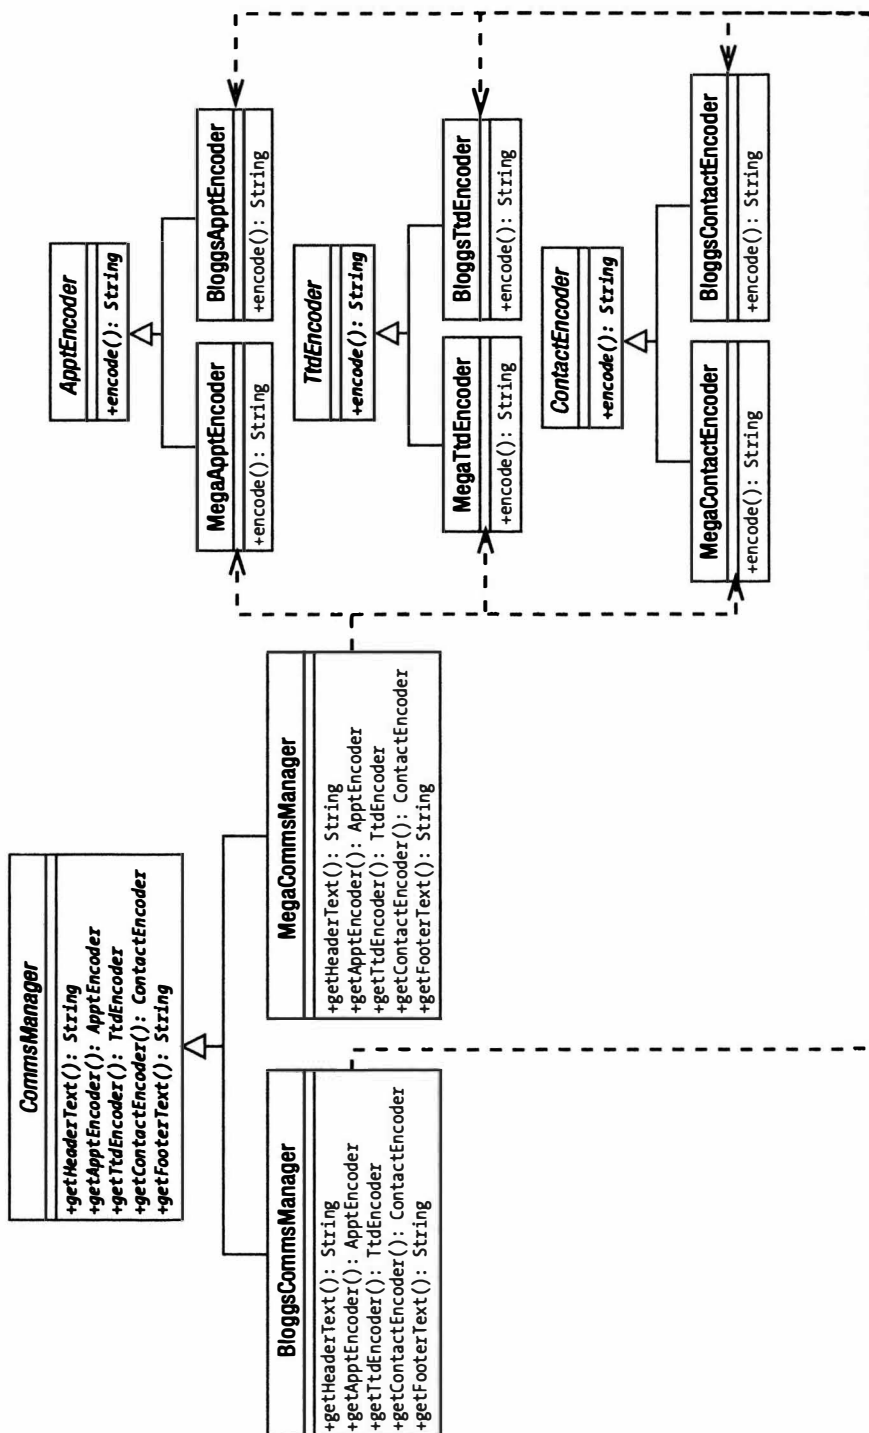 CommsManager
+getHeaderText(): String
+getApptEncoder(): ApptEncoder
+getTtdEncoder(): TtdEncoder
+getContactEncoder(): ContactEncoder
+getFooterText(): String
BloggsCommsManager
+getHeaderText(): String
+getApptEncoder(): ApptEncoder
+getTtdEncoder(): TtdEncoder
+getContactEncoder(): ContactEncoder
+getFooterText(): String
MegaCommsManager
+getHeaderText(): String
+getApptEncoder(): ApptEncoder
+getTtdEncoder(): TtdEncoder
+getContactEncoder(): ContactEncoder
+getFooterText(): String
ApptEncoder
+encode(): String
MegaApptEncoder
+encode(): String
BloggsApptEncoder
+encode(): String
TtdEncoder
+encode(): String
MegaTtdEncoder
+encode(): String
BloggsTtdEncoder
+encode(): String
ContactEncoder
+encode(): String
MegaContactEncoder
+encode(): String
BloggsContactEncoder
+encode(): String